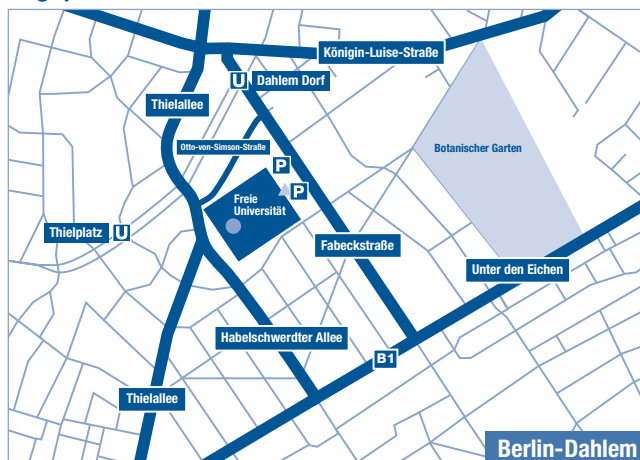 Königin-Luise-Straße
U
Dahlem Dorf
Thielallee
Otto-von-Simson-Straße
Botanischer Garten
P
P
Freie
Universität
Thielplatz
U
Fabeckstraße
Unter den Eichen
Habelschwerdter Allee
B1
Thielallee
Berlin-Dahlem